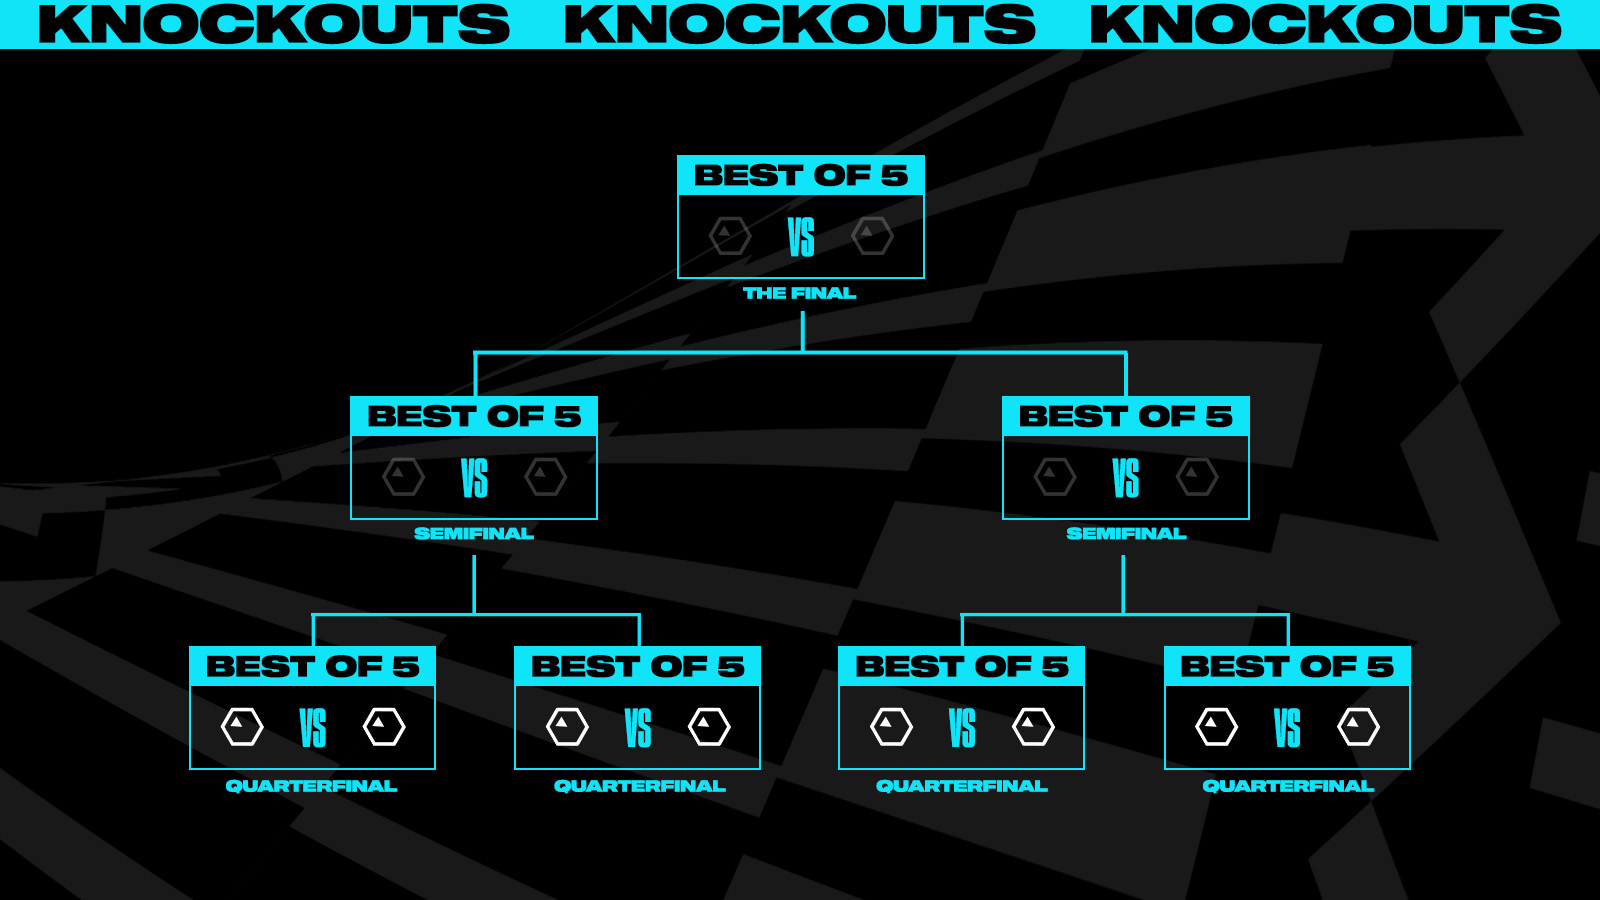 KNOCKOUTS KNOCKOUTS KNOCKOUTS
BEST OF 5
VS
THE FINAL
BEST OF 5
VS
SEMIFINAL
BEST OF 5
VS
SEMIFINAL
BEST OF 5
VS
QUARTERFINAL
BEST OF 5
VS
QUARTERFINAL
BEST OF 5
VS
QUARTERFINAL
BEST OF 5
VS
QUARTERFINAL